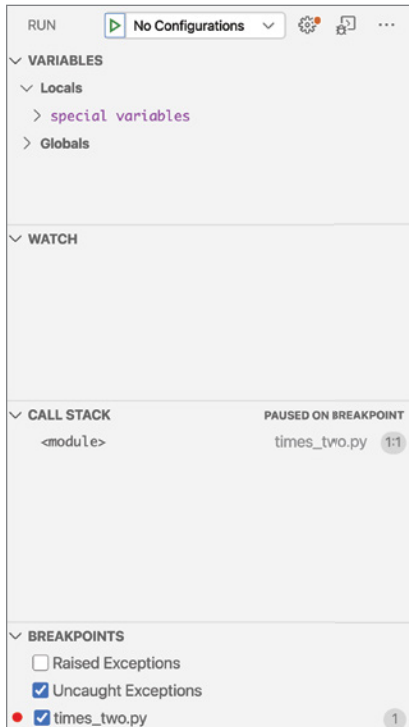 RUN No Configurations ...
VARIABLES
Locals
special variables
Globals
WATCH
CALL STACK PAUSED ON BREAKPOINT
<module> times_two.py 1:1
BREAKPOINTS
Raised Exceptions
Uncaught Exceptions
times_two.py 1